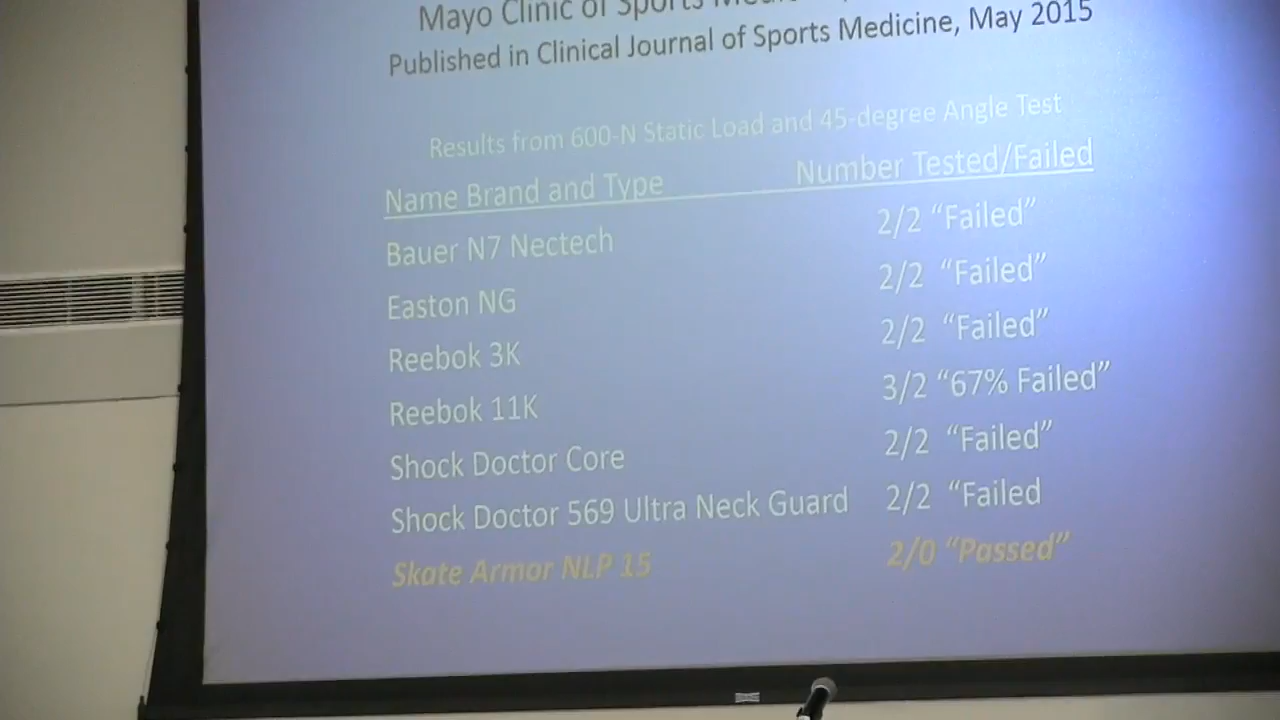 Mayo Clinic of Sports
Published in Clinical Journal of Sports Medicine, May 2015
Results from 600-N Static Load and 45-degree Angle Test
Name Brand and Type Number Tested/Failed
Bauer N7 Nectech 2/2 “Failed”
Easton NG 2/2 “Failed”
Reebok 3K 2/2 “Failed”
Reebok 11K 3/2 “67% Failed”
Shock Doctor Core 2/2 “Failed”
Shock Doctor 569 Ultra Neck Guard 2/2 “Failed
Skate Armor NLP 15 2/0 “Passed”